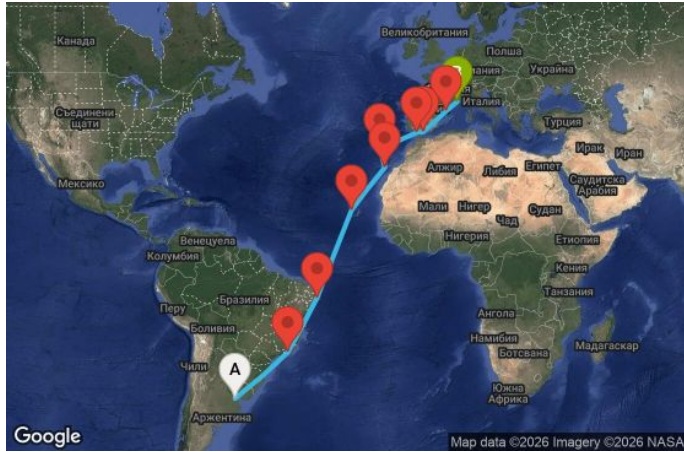 Великобритания
Полша
Канада
Украйна
Италия
Съединени
щати
Турция
Ирак
Иран
Алжир
Либия
Египет
Саудитска
Арабия
Мексико
Мали
Нигер
Судан
Чад
Венецуела
Нигерия
Етиопия
Колумбия
Кения
Бразилия
Танзания
Перу
Ангола
Боливия
Намибия
Мадагаскар
Ботсвана
Чили
A
Южна
Африка
Аржентина
Google
Map data ©2026 Imagery ©2026 NASA